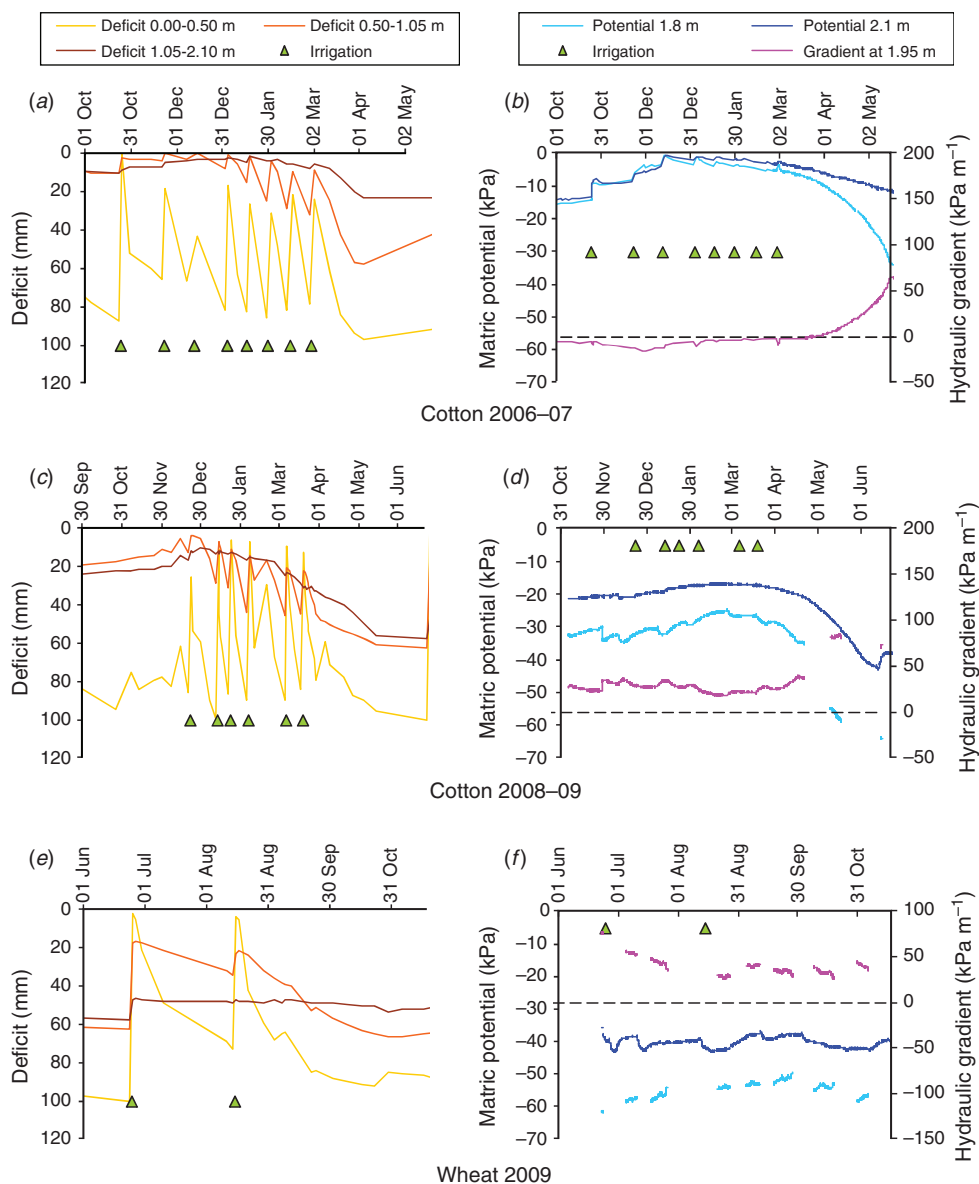 Deficit 0.00-0.50 m
Deficit 0.50-1.05 m
Deficit 1.05-2.10 m
Irrigation
Potential 1.8 m
Potential 2.1 m
Irrigation
Gradient at 1.95 m
(a)
01 Oct
31 Oct
01 Dec
31 Dec
30 Jan
02 Mar
01 Apr
02 May
0
20
40
60
80
100
120
Deficit (mm)
(b)
01 Oct
31 Oct
01 Dec
31 Dec
30 Jan
02 Mar
01 Apr
02 May
0
–10
–20
–30
–40
–50
–60
–70
Matric potential (kPa)
200
150
100
50
0
–50
Hydraulic gradient (kPa m–1)
Cotton 2006–07
(c)
30 Sep
31 Oct
30 Nov
30 Dec
30 Jan
01 Mar
01 Apr
01 May
01 Jun
0
20
40
60
80
100
120
Deficit (mm)
(d)
31 Oct
30 Nov
30 Dec
30 Jan
01 Mar
01 Apr
01 May
01 Jun
0
–10
–20
–30
–40
–50
–60
–70
Matric potential (kPa)
200
150
100
50
0
–50
Hydraulic gradient (kPa m–1)
Cotton 2008–09
(e)
01 Jun
01 Jul
01 Aug
31 Aug
30 Sep
31 Oct
0
20
40
60
80
100
120
Deficit (mm)
(f)
01 Jun
01 Jul
01 Aug
31 Aug
30 Sep
31 Oct
0
–10
–20
–30
–40
–50
–60
–70
Matric potential (kPa)
100
50
0
–50
–100
–150
Hydraulic gradient (kPa m–1)
Wheat 2009